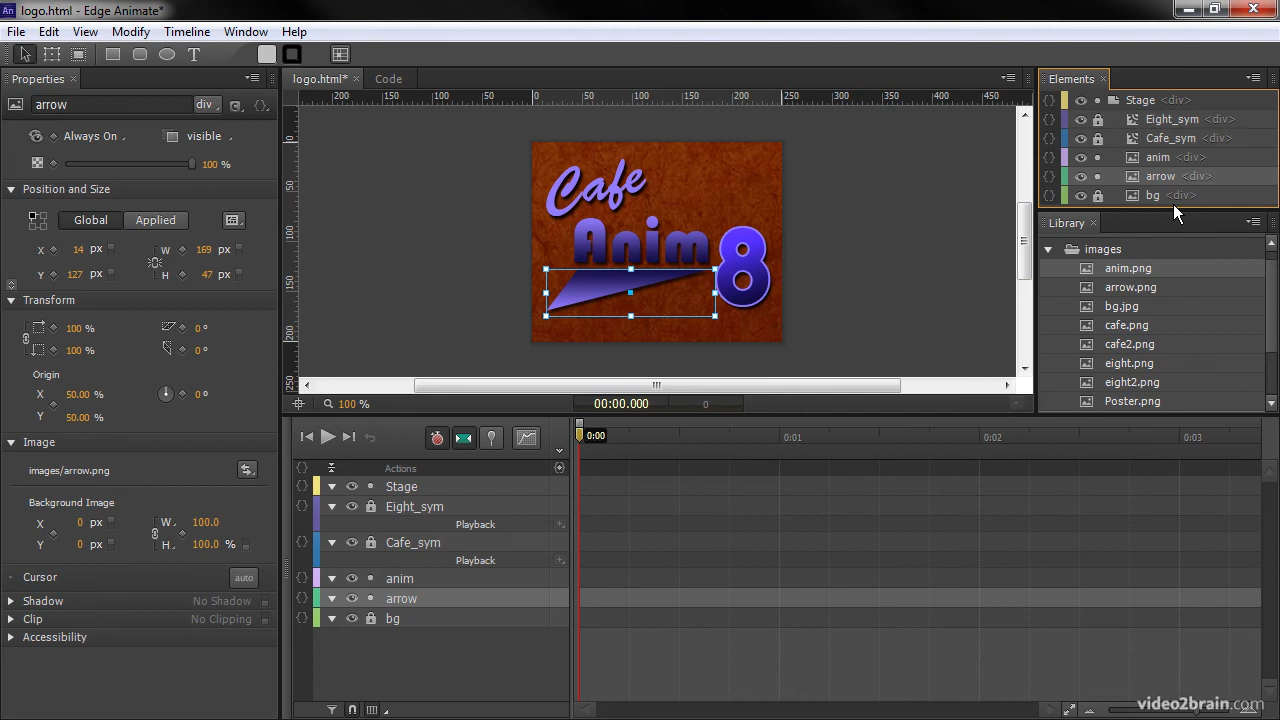 An logo.html* - Edge Animate*
File Edit View Modify Timeline Window Help
T
Properties
arrow div
Always On visible
100 %
Position and Size
Global Applied
X 14 px W 169 px
Y 127 px H 47 px
Transform
100 % 0 º
100 % 0 º
Origin
X 50.00 % 0 º
Y 50.00 %
Image
images/arrow.png
Background Image
X 0 px W 100.0
Y 0 px H 100.0 %
Cursor auto
Shadow No Shadow
Clip No Clipping
Accessibility
logo.html* Code
200 150 100 50 0 50 100 150 200 250 300 350 400 450
0
50
100
150
200
250
Cafe
Anim
8
100 % 00:00.000 0
Elements
Stage <div>
Eight_sym <div>
Cafe_sym <div>
anim <div>
arrow <div>
bg <div>
Library
images
anim.png
arrow.png
bg.jpg
cafe.png
cafe2.png
eight.png
eight2.png
Poster.png
0:00 0:01 0:02 0:03
Actions
Stage
Eight_sym
Playback
Cafe_sym
Playback
anim
arrow
bg
video2brain.com